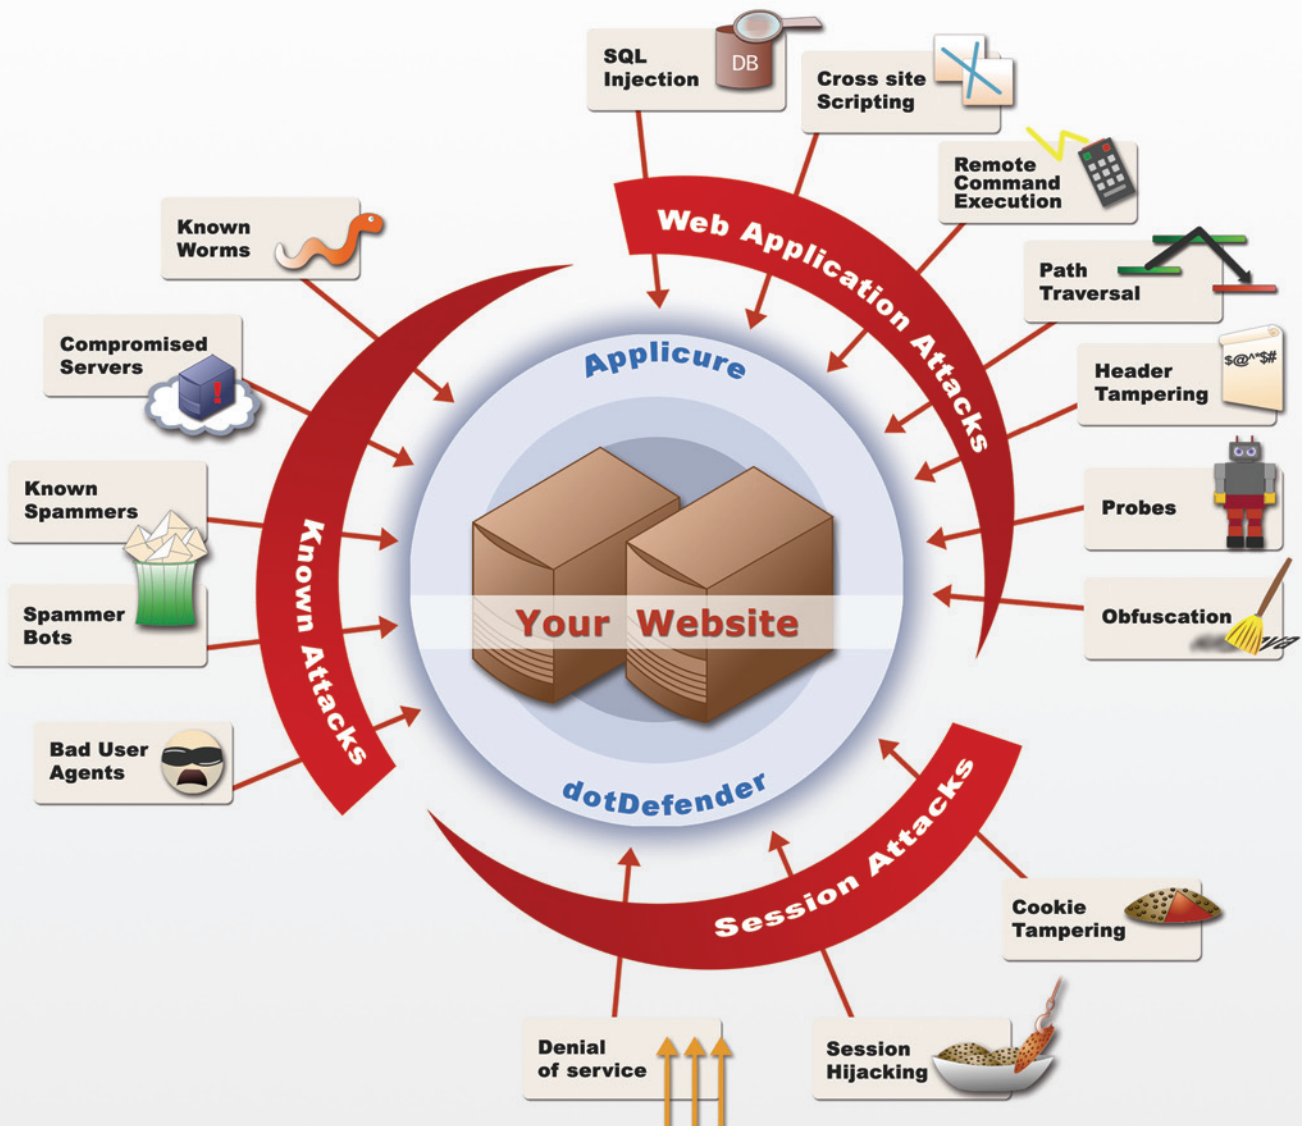 SQL
Injection
DB
Cross site
Scripting
Remote
Command
Execution
Path
Traversal
Header
Tampering
$@^*$#
Probes
Obfuscation
Web Application Attacks
Known
Worms
Compromised
Servers
!
Known
Spammers
Spammer
Bots
Bad User
Agents
Known Attacks
Applicure
Your Website
dotDefender
Session Attacks
Cookie
Tampering
Session
Hijacking
Denial
of service